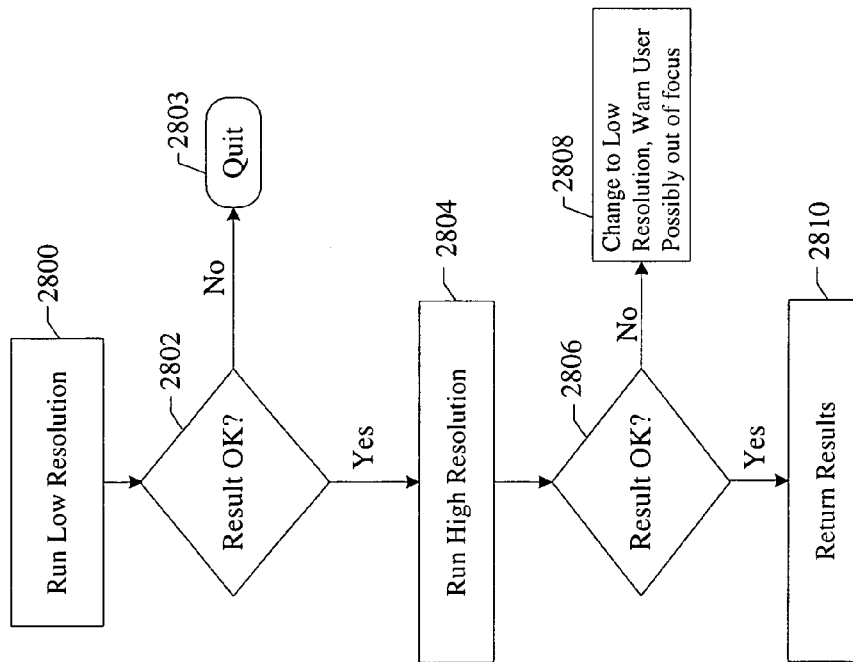 Run Low Resolution
2800
Result OK?
2802
No
Quit
2803
Yes
Run High Resolution
2804
Result OK?
2806
No
Change to Low
Resolution, Warn User
Possibly out of focus
2808
Yes
Return Results
2810